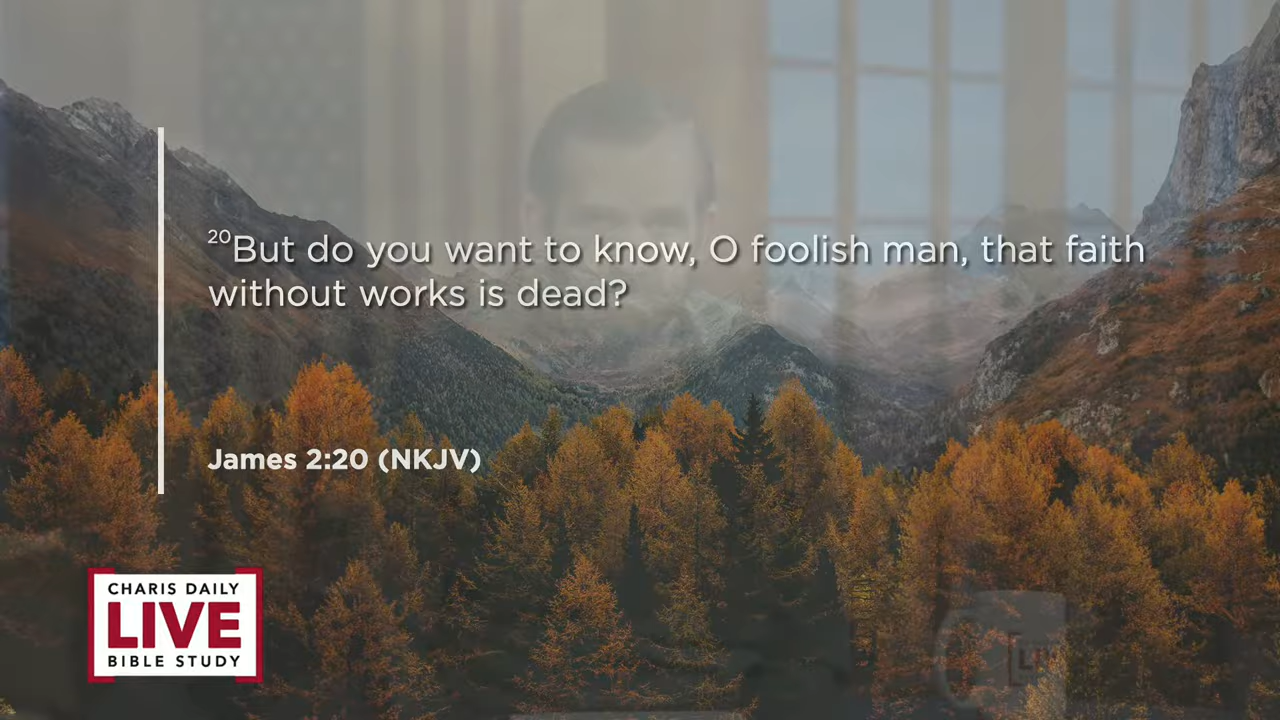 ²⁰But do you want to know, O foolish man, that faith
without works is dead?
James 2:20 (NKJV)
CHARIS DAILY
LIVE
BIBLE STUDY